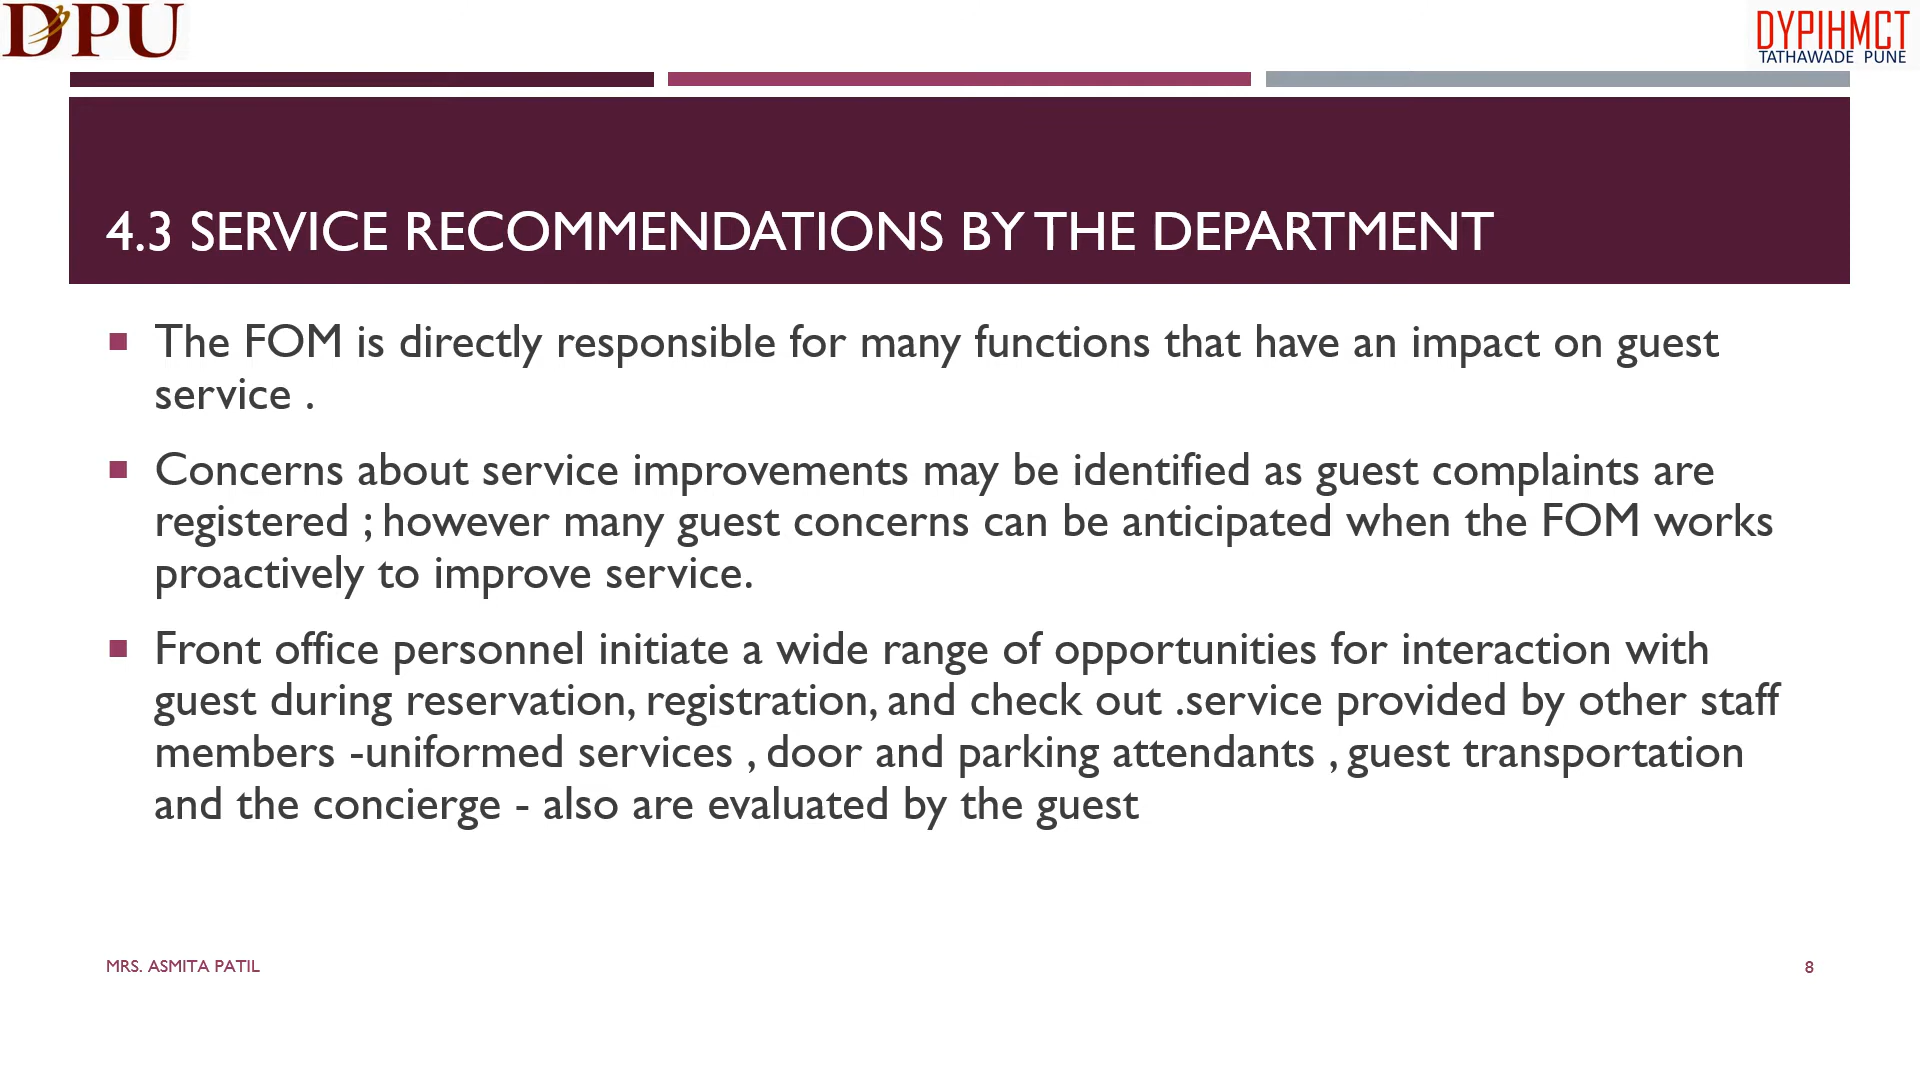 DPU
DYPIHMCT
TATHAWADE PUNE
4.3 SERVICE RECOMMENDATIONS BY THE DEPARTMENT
The FOM is directly responsible for many functions that have an impact on guest
service .
Concerns about service improvements may be identified as guest complaints are
registered ; however many guest concerns can be anticipated when the FOM works
proactively to improve service.
Front office personnel initiate a wide range of opportunities for interaction with
guest during reservation, registration, and check out .service provided by other staff
members -uniformed services , door and parking attendants , guest transportation
and the concierge - also are evaluated by the guest
MRS. ASMITA PATIL
8